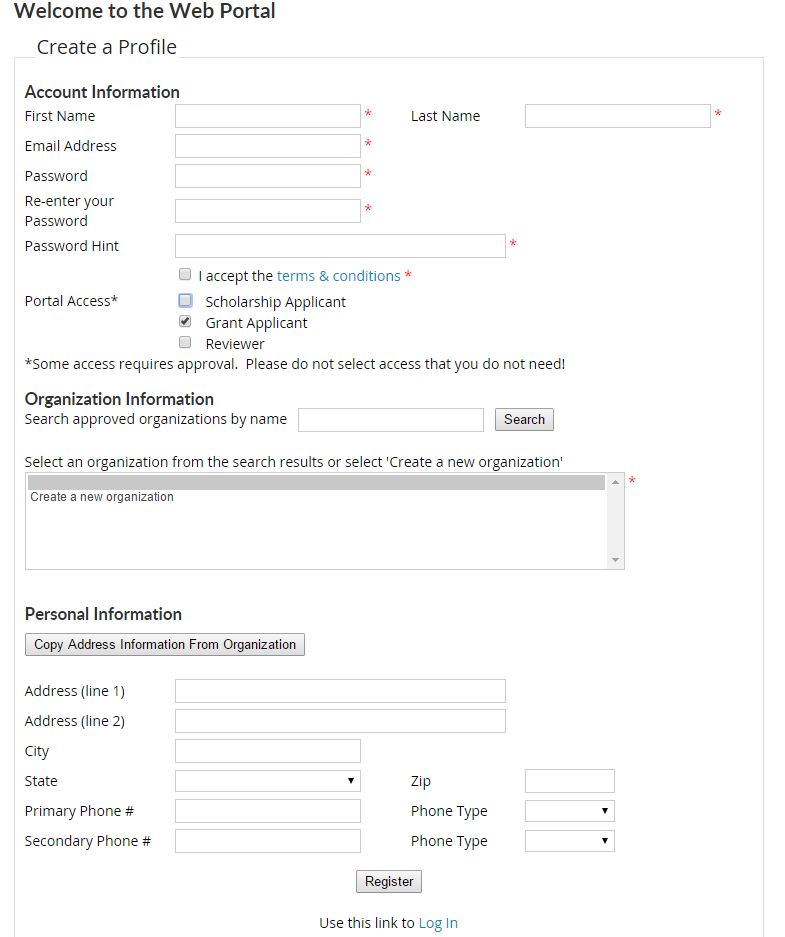 Welcome to the Web Portal
Create a Profile
Account Information
First Name * Last Name *
Email Address *
Password *
Re-enter your
Password *
Password Hint *
I accept the terms & conditions *
Portal Access* Scholarship Applicant
Grant Applicant
Reviewer
*Some access requires approval. Please do not select access that you do not need!
Organization Information
Search approved organizations by name Search
Select an organization from the search results or select 'Create a new organization'
*
Create a new organization
Personal Information
Copy Address Information From Organization
Address (line 1)
Address (line 2)
City
State Zip
Primary Phone # Phone Type
Secondary Phone # Phone Type
Register
Use this link to Log In